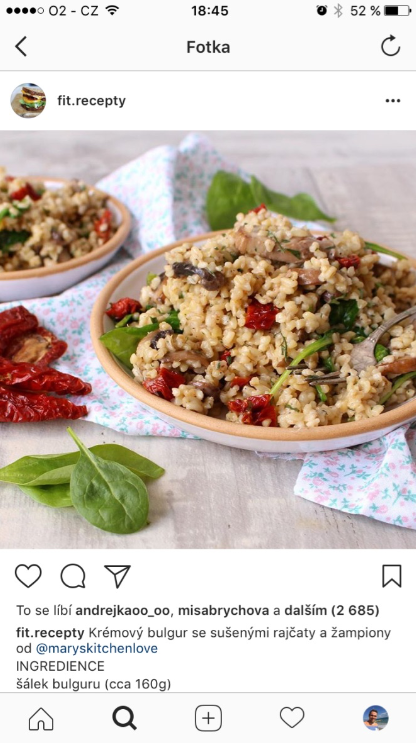 O2 - CZ 18:45 52 %
Fotka
fit.recepty
To se líbí andrejkaoo_oo, misabrychova a dalším (2 685)
fit.recepty Krémový bulgur se sušenými rajčaty a žampiony
od @maryskitchenlove
INGREDIENCE
šálek bulguru (cca 160g)